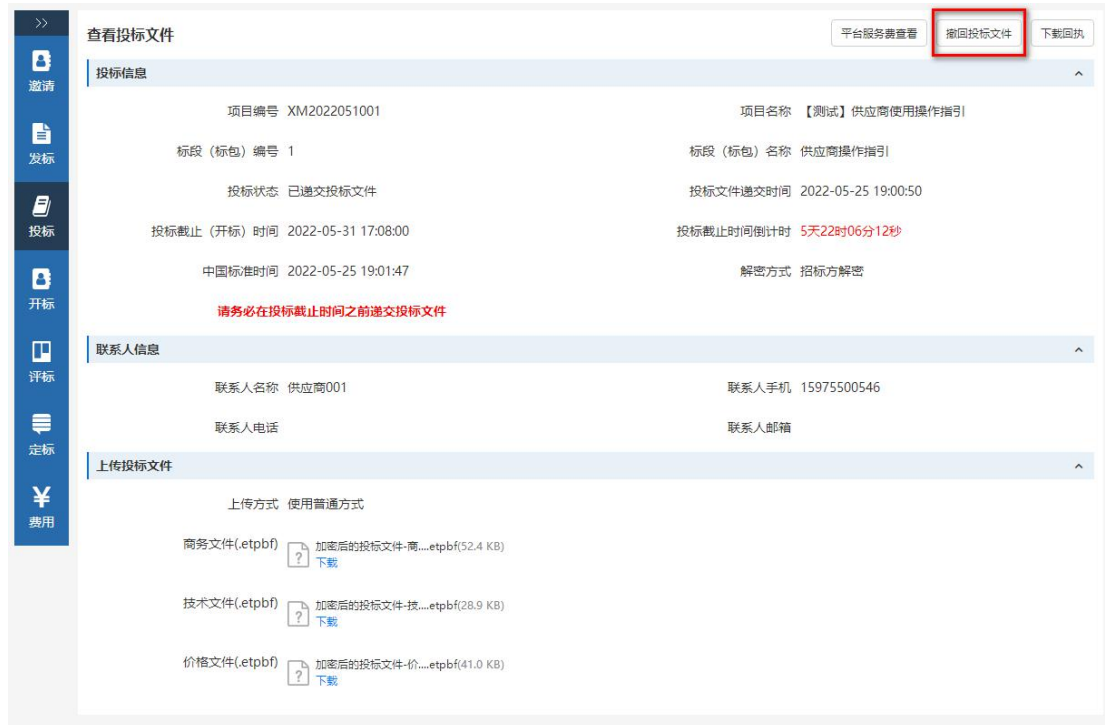 >>
邀请
发标
投标
开标
评标
定标
¥
费用
查看投标文件
平台服务费查看
撤回投标文件
下载回执
投标信息
项目编号 XM2022051001
项目名称 【测试】供应商使用操作指引
标段（标包）编号 1
标段（标包）名称 供应商操作指引
投标状态 已递交投标文件
投标文件递交时间 2022-05-25 19:00:50
投标截止（开标）时间 2022-05-31 17:08:00
投标截止时间倒计时 5天22时06分12秒
中国标准时间 2022-05-25 19:01:47
解密方式 招标方解密
请务必在投标截止时间之前递交投标文件
联系人信息
联系人名称 供应商001
联系人手机 15975500546
联系人电话
联系人邮箱
上传投标文件
上传方式 使用普通方式
商务文件(.etpbf) 加密后的投标文件-商....etpbf(52.4 KB)
下载
技术文件(.etpbf) 加密后的投标文件-技....etpbf(28.9 KB)
下载
价格文件(.etpbf) 加密后的投标文件-价....etpbf(41.0 KB)
下载